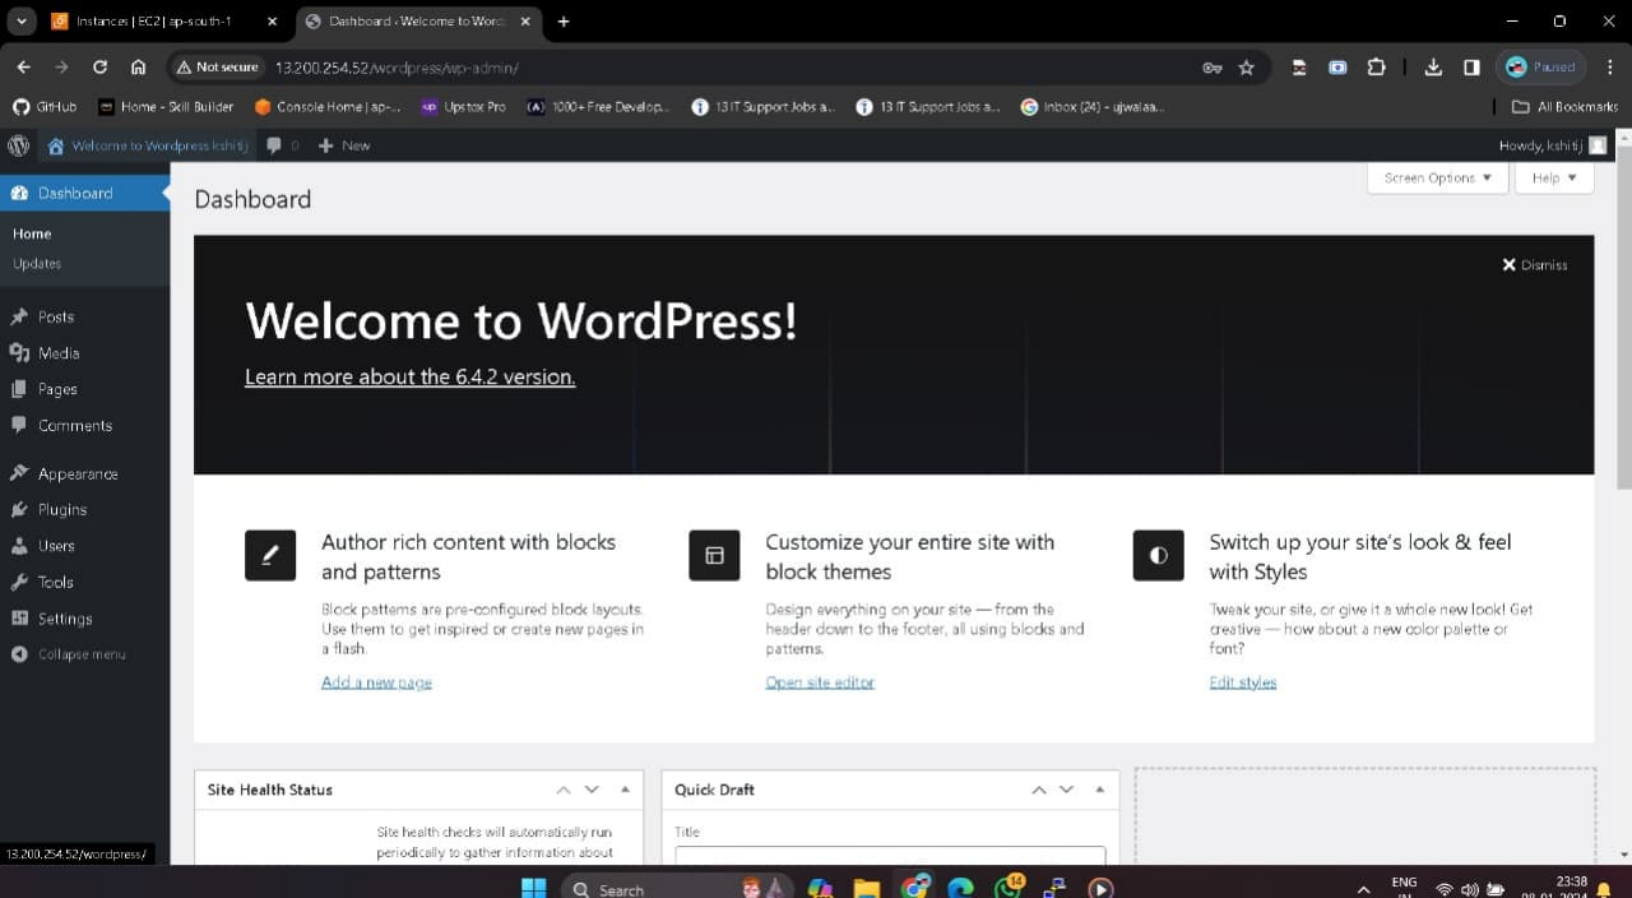 Instances | EC2 | ap-south-1
Dashboard ‹ Welcome to Word
Not secure
13.200.254.52/wordpress/wp-admin/
Paused
GitHub
Home - Skill Builder
Console Home | ap-...
Upstox Pro
1000+ Free Develop...
13 IT Support Jobs a...
13 IT Support Jobs a...
Inbox (24) - ujwalaa...
All Bookmarks
Welcome to Wordpress kshitij
0
New
Howdy, kshitij
Dashboard
Home
Updates
Posts
Media
Pages
Comments
Appearance
Plugins
Users
Tools
Settings
Collapse menu
Screen Options ▼
Help ▼
Dashboard
Dismiss
Welcome to WordPress!
Learn more about the 6.4.2 version.
Author rich content with blocks
and patterns
Block patterns are pre-configured block layouts.
Use them to get inspired or create new pages in
a flash.
Add a new page
Customize your entire site with
block themes
Design everything on your site — from the
header down to the footer, all using blocks and
patterns.
Open site editor
Switch up your site's look & feel
with Styles
Tweak your site, or give it a whole new look! Get
creative — how about a new color palette or
font?
Edit styles
Site Health Status
Site health checks will automatically run
periodically to gather information about
Quick Draft
Title
13.200.254.52/wordpress/
Search
14
ENG
IN
23:38
08-01-2024